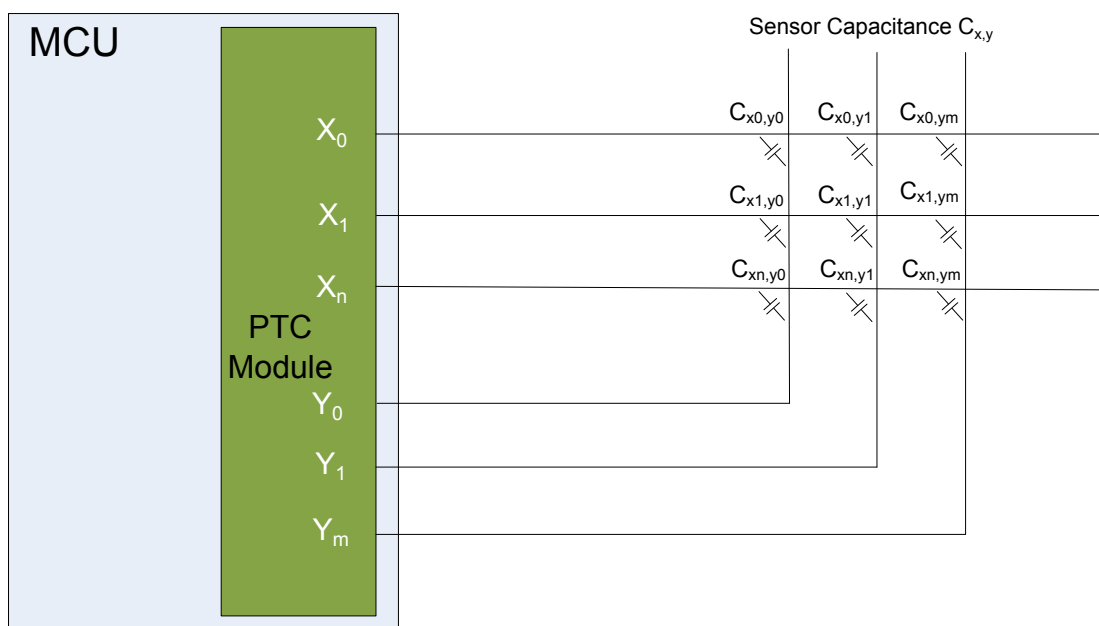 MCU
Sensor Capacitance Cx,y
X0
Cx0,y0 Cx0,y1 Cx0,ym
X1
Cx1,y0 Cx1,y1 Cx1,ym
Xn
Cxn,y0 Cxn,y1 Cxn,ym
PTC
Module
Y0
Y1
Ym